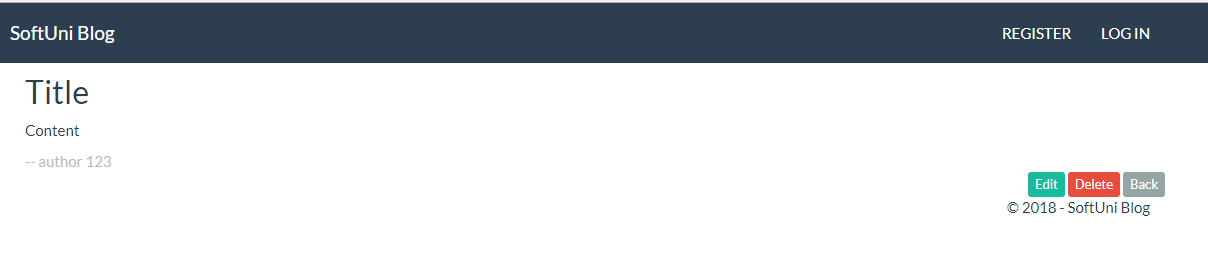 SoftUni Blog REGISTER LOG IN
Title
Content
-- author 123
Edit Delete Back
© 2018 - SoftUni Blog